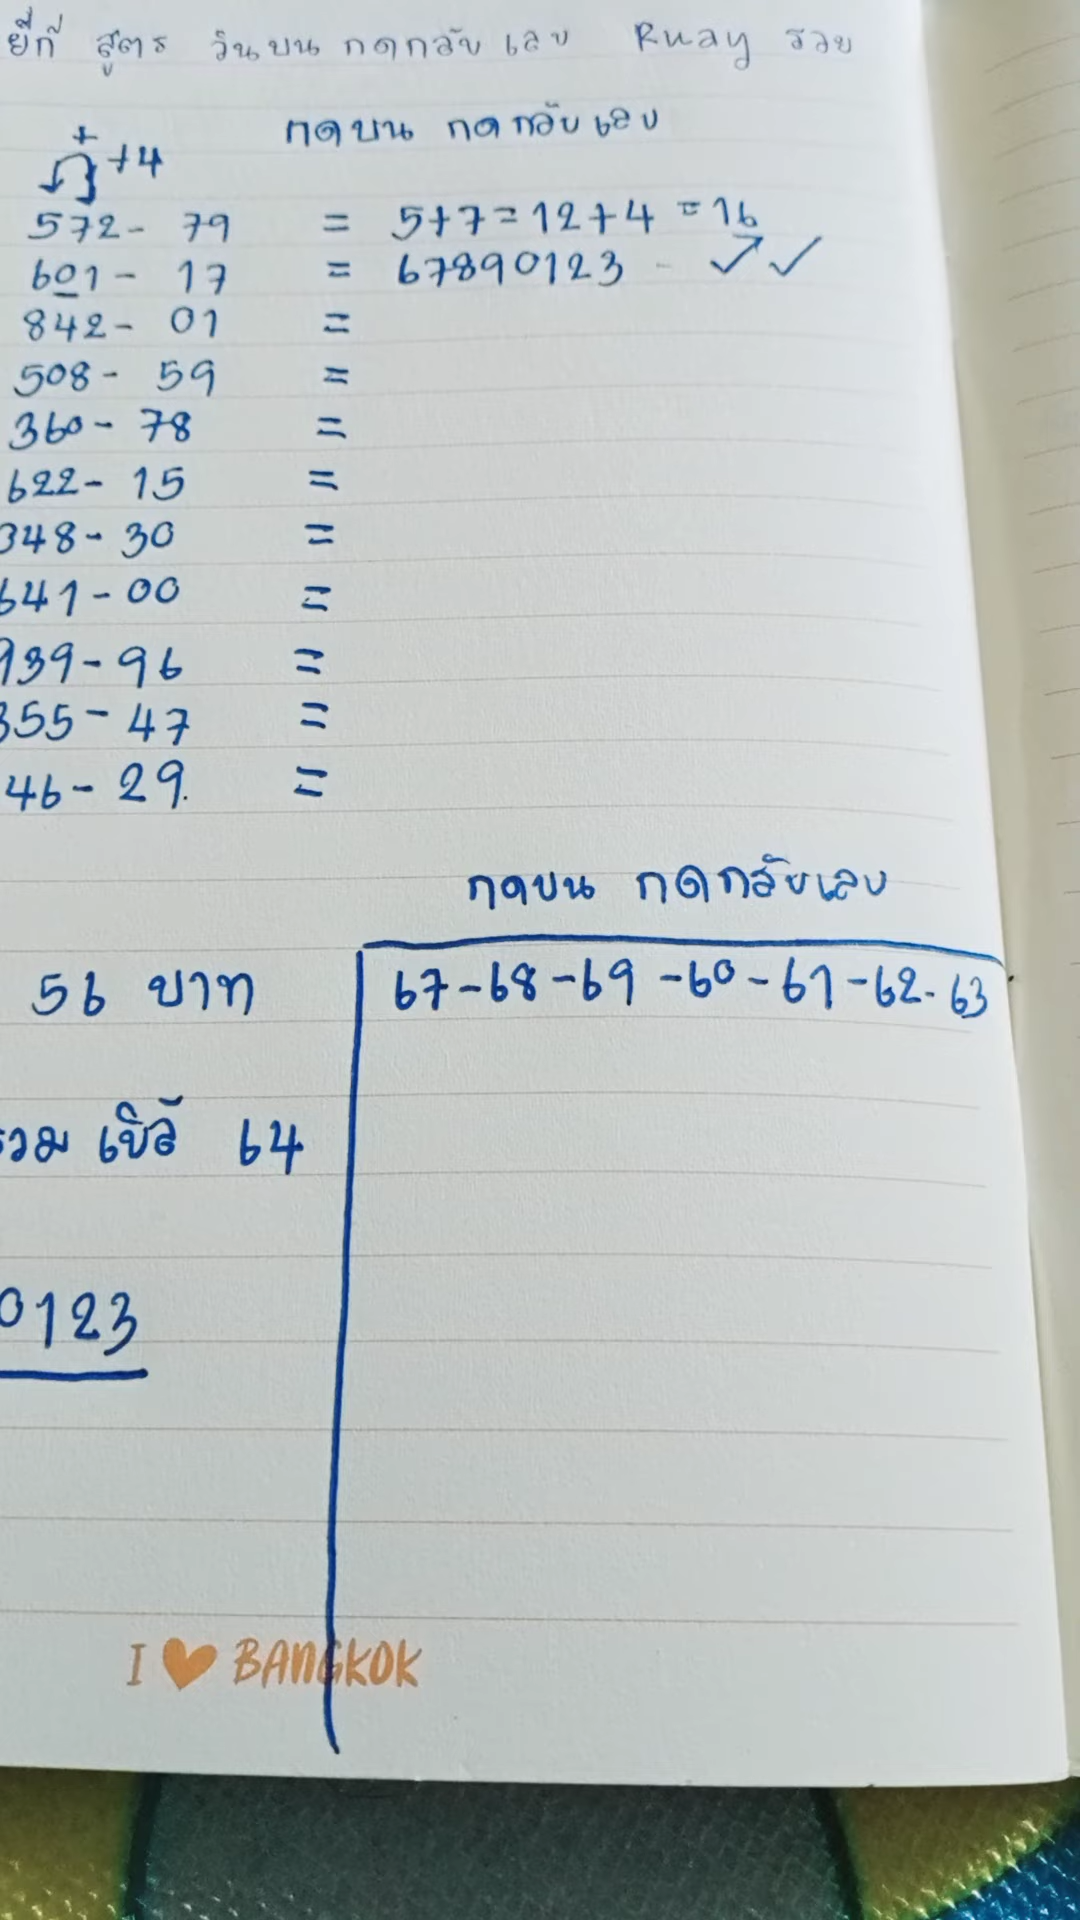 ยี่กี่ สูตร วินบน กดกลับเลข Ruay รวย
+
+4 กดบน กดกลับเลข
572- 79 = 5+7=12+4 =16
601- 17 = 67890123 - ✓✓
842- 01 =
508- 59 =
360- 78 =
622- 15 =
348- 30 =
641-00 =
939-96 =
355-47 =
46-29. =
กดบน กดกลับเลข
56 บาท 67-68-69-60-61-62-63
รวม เบิ้ล 64
0123
I ♥ BANGKOK